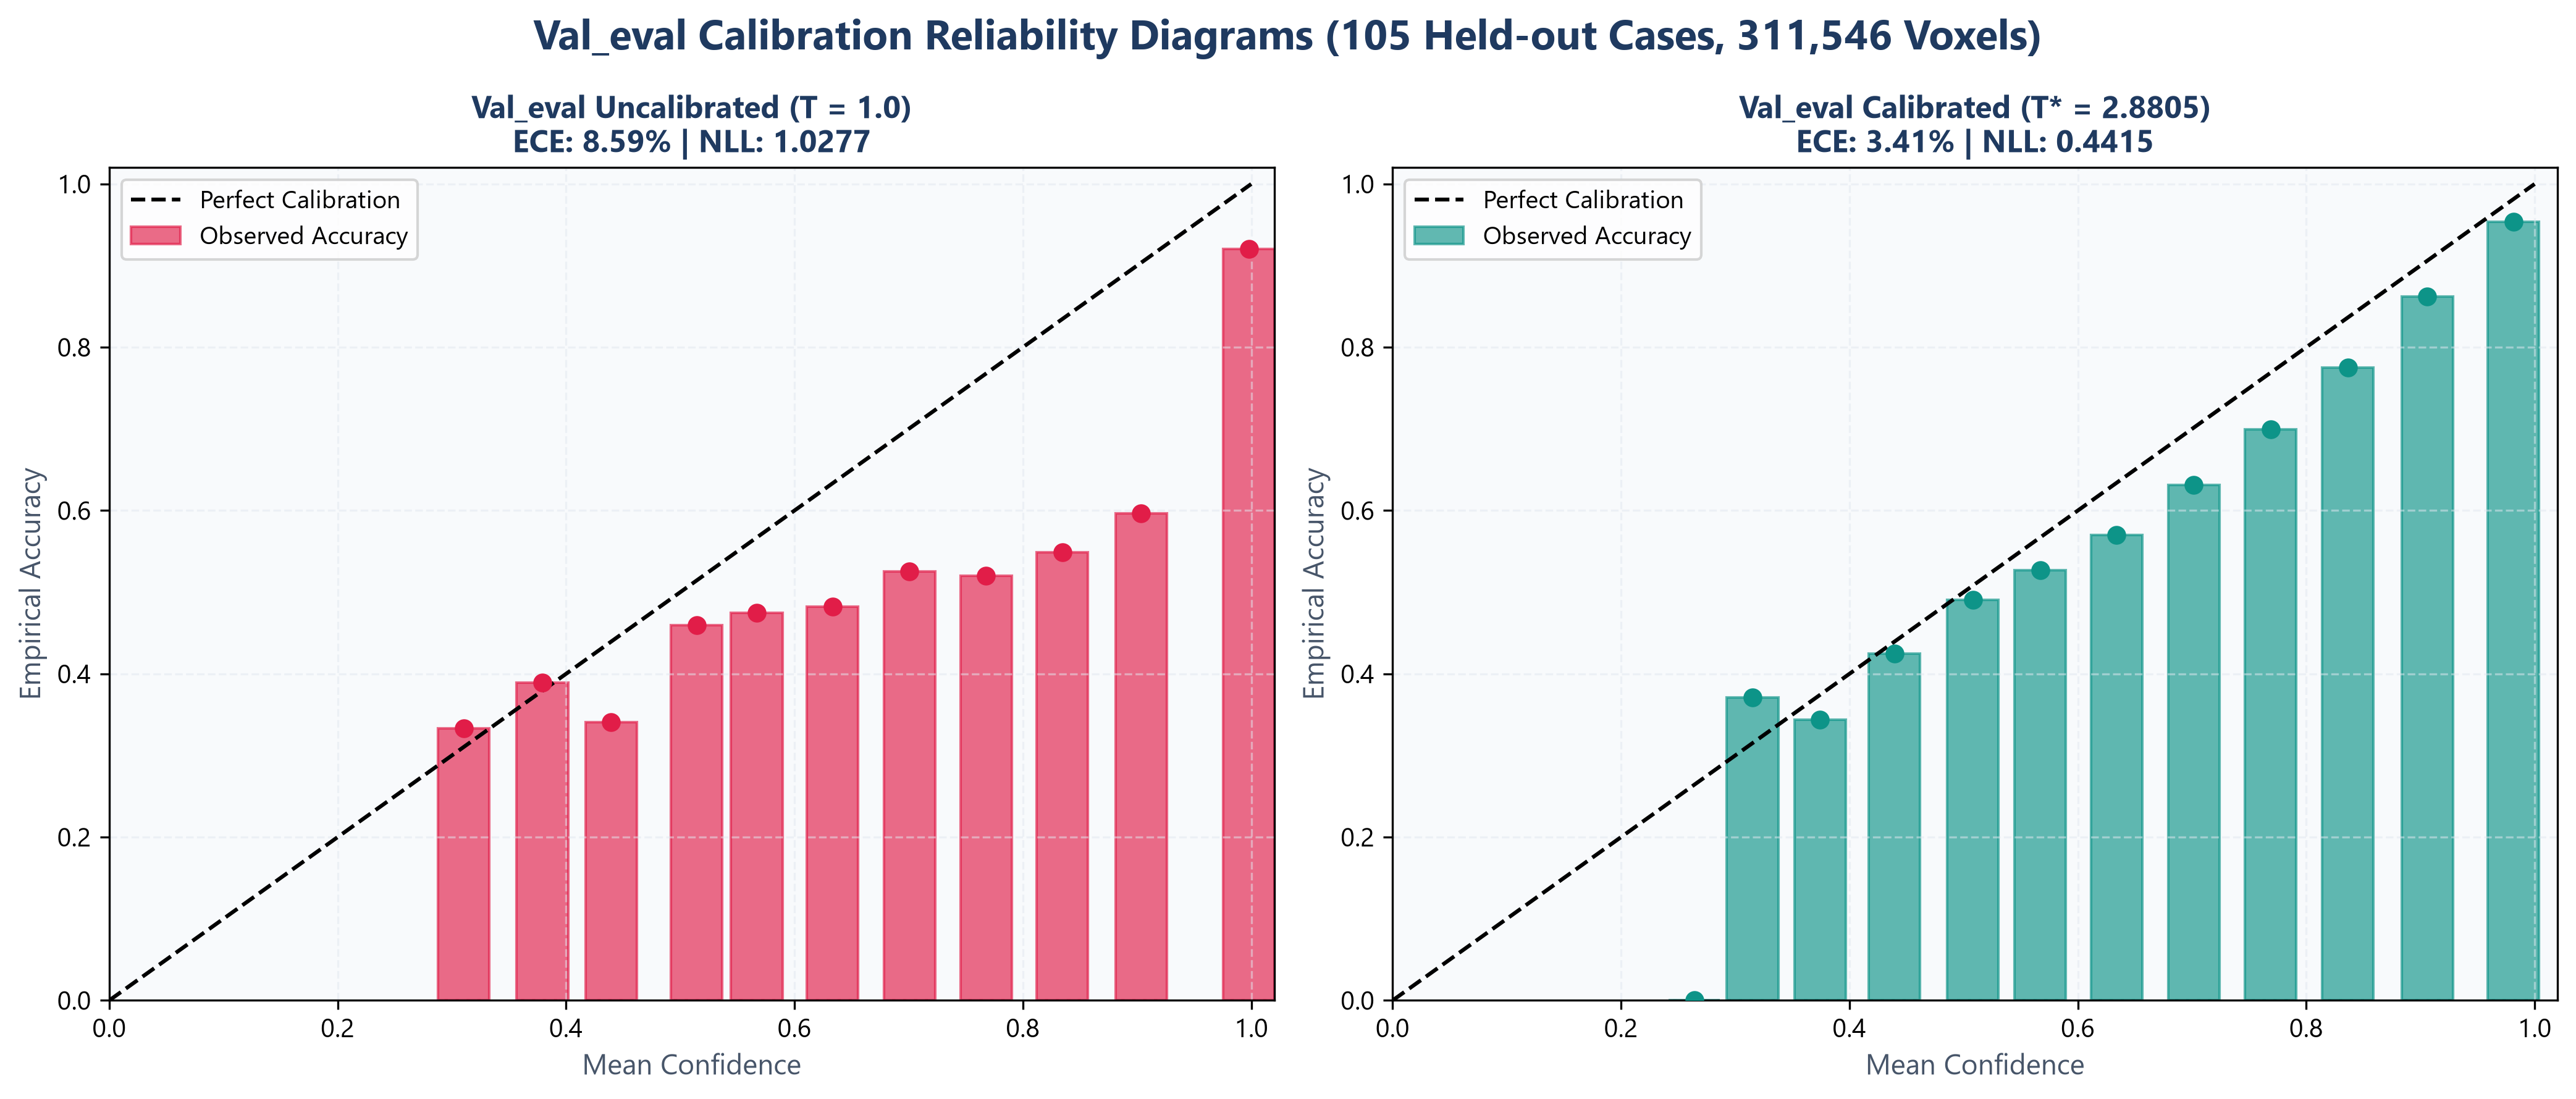 Val_eval Calibration Reliability Diagrams (105 Held-out Cases, 311,546 Voxels)
Val_eval Uncalibrated (T = 1.0)
ECE: 8.59% | NLL: 1.0277
Perfect Calibration
Observed Accuracy
1.0
0.8
0.6
0.4
0.2
0.0
Empirical Accuracy
0.0 0.2 0.4 0.6 0.8 1.0
Mean Confidence
Val_eval Calibrated (T* = 2.8805)
ECE: 3.41% | NLL: 0.4415
Perfect Calibration
Observed Accuracy
1.0
0.8
0.6
0.4
0.2
0.0
Empirical Accuracy
0.0 0.2 0.4 0.6 0.8 1.0
Mean Confidence